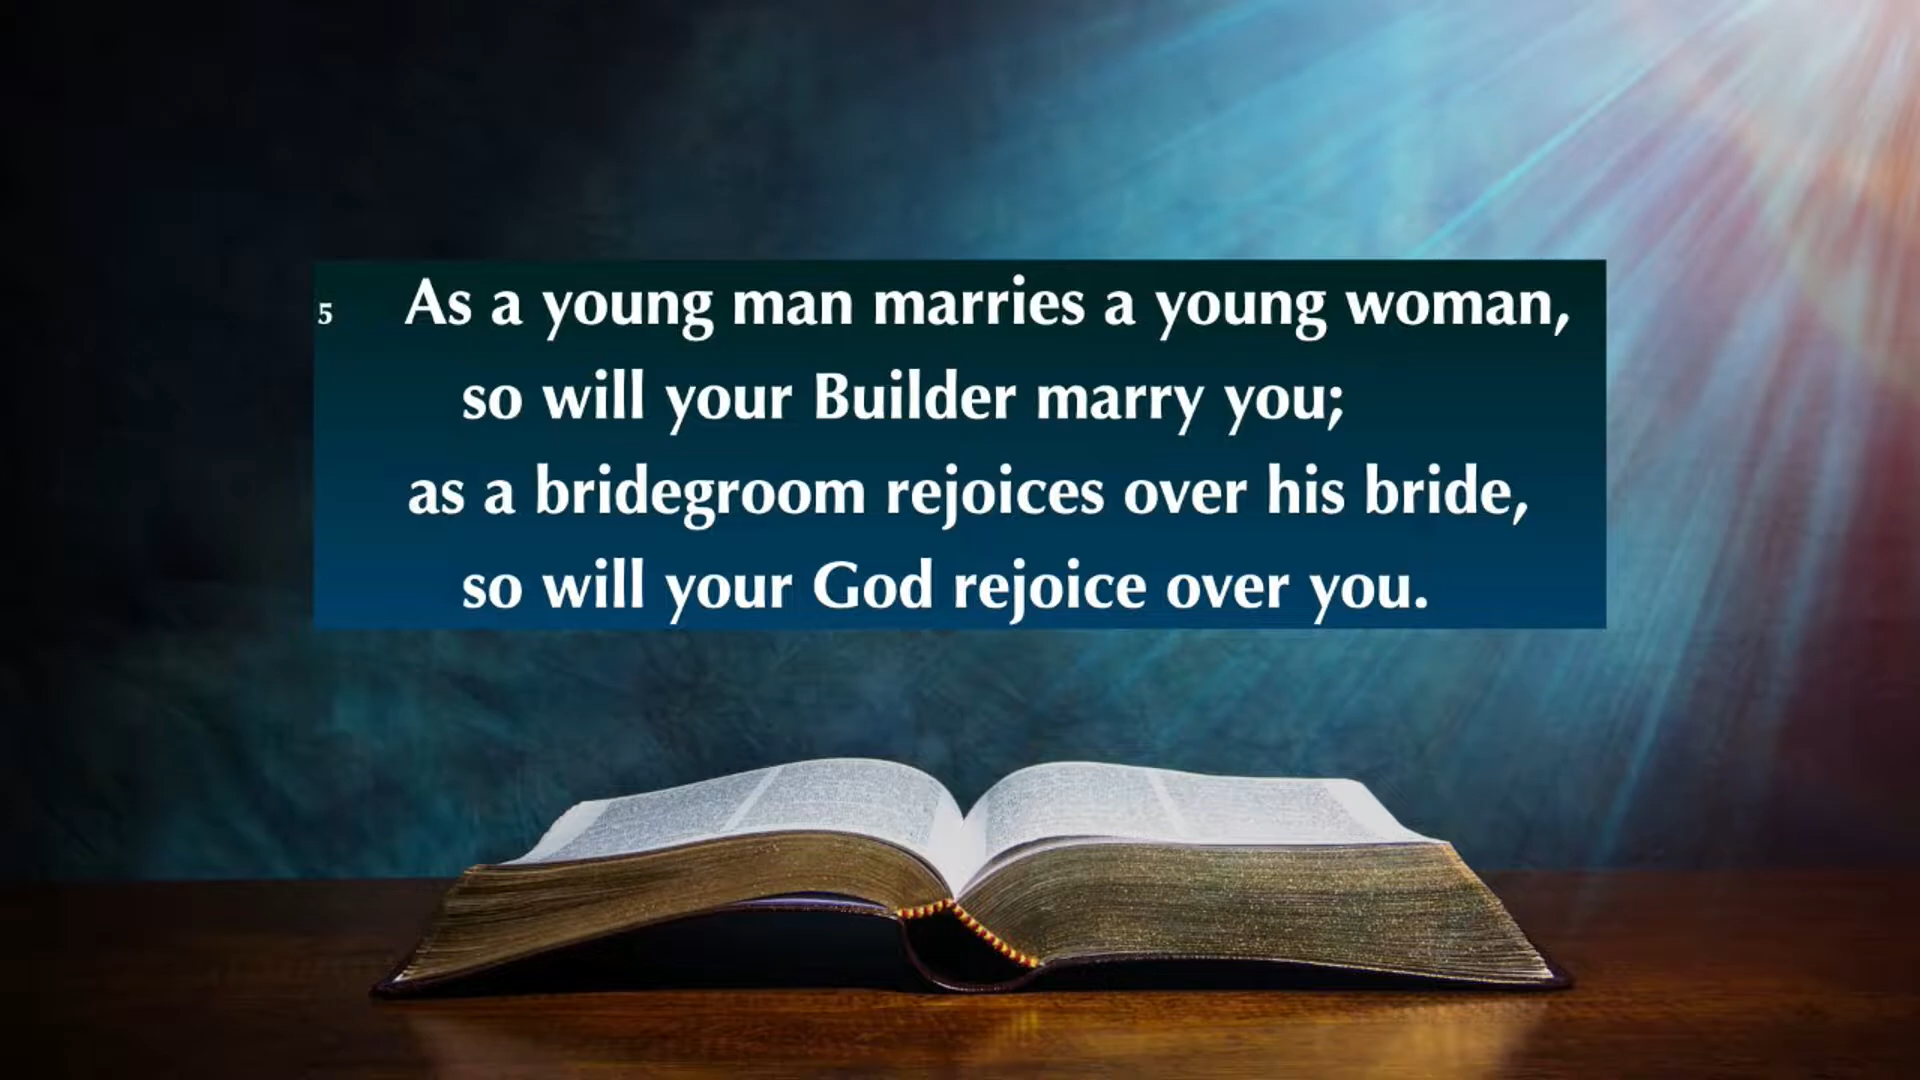 5 As a young man marries a young woman,
so will your Builder marry you;
as a bridegroom rejoices over his bride,
so will your God rejoice over you.